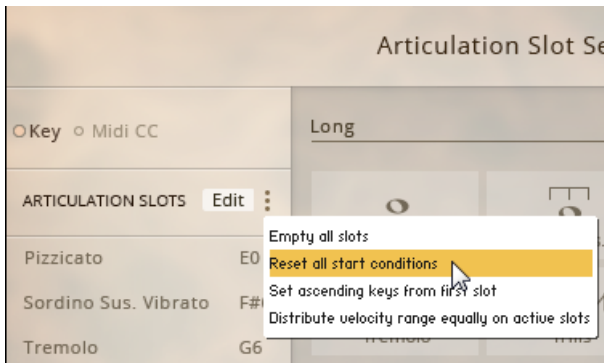 Articulation Slot Se
Key Midi CC
Long
ARTICULATION SLOTS Edit
Empty all slots
Pizzicato E0
Reset all start conditions
Set ascending keys from first slot
Sordino Sus. Vibrato F#
Distribute velocity range equally on active slots
Tremolo G6